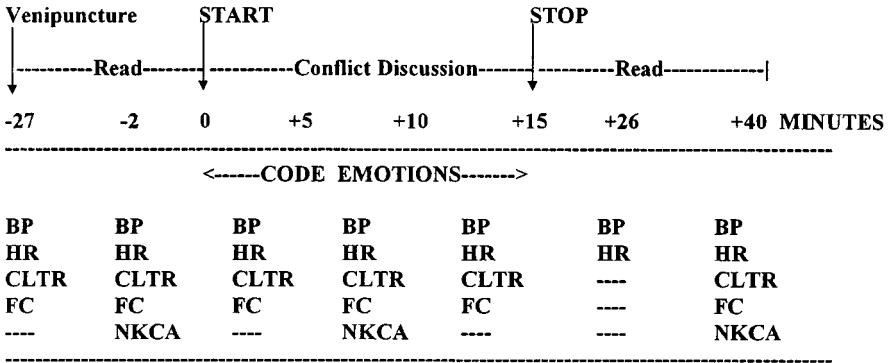 Venipuncture START STOP
------------Read--------- ----------Conflict Discussion------- ----------Read--------------|
-27 -2 0 +5 +10 +15 +26 +40 MINUTES
<------CODE EMOTIONS------->
BP BP BP BP BP BP BP
HR HR HR HR HR HR HR
CLTR CLTR CLTR CLTR CLTR ---- CLTR
FC FC FC FC FC ---- FC
---- NKCA ---- NKCA ---- ---- NKCA